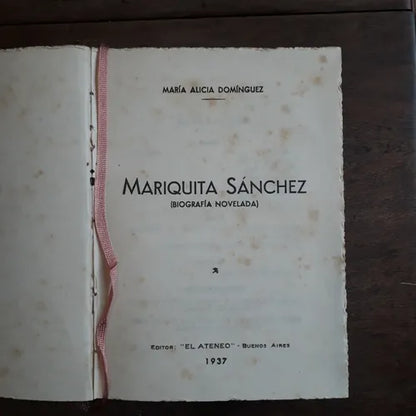 MARÍA ALICIA DOMÍNGUEZ
MARIQUITA SÁNCHEZ
(BIOGRAFÍA NOVELADA)
EDITOR: "EL ATENEO" - BUENOS AIRES
1937